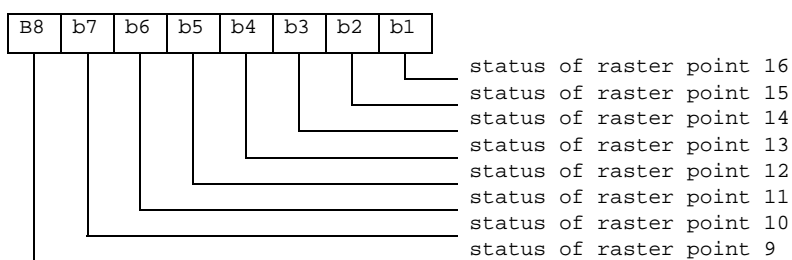 B8 b7 b6 b5 b4 b3 b2 b1
status of raster point 16
status of raster point 15
status of raster point 14
status of raster point 13
status of raster point 12
status of raster point 11
status of raster point 10
status of raster point 9